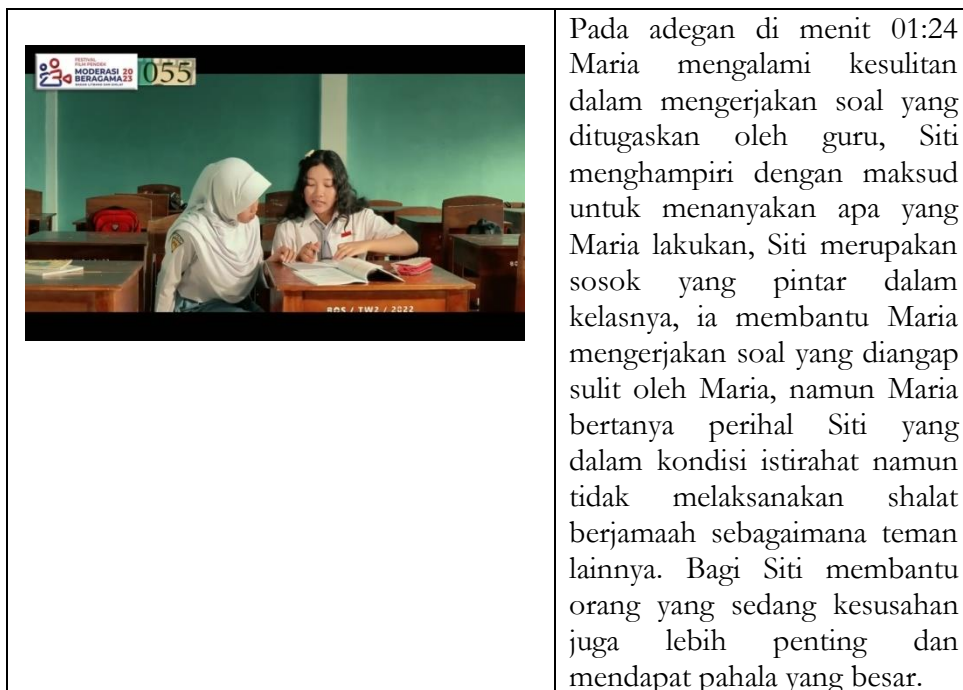 FESTIVAL
FILM PENDEK
MODERASI 20
BERAGAMA 23
055
BOS / TW2 / 2022
Pada adegan di menit 01:24
Maria mengalami kesulitan
dalam mengerjakan soal yang
ditugaskan oleh guru, Siti
menghampiri dengan maksud
untuk menanyakan apa yang
Maria lakukan, Siti merupakan
sosok yang pintar dalam
kelasnya, ia membantu Maria
mengerjakan soal yang diangap
sulit oleh Maria, namun Maria
bertanya perihal Siti yang
dalam kondisi istirahat namun
tidak melaksanakan shalat
berjamaah sebagaimana teman
lainnya. Bagi Siti membantu
orang yang sedang kesusahan
juga lebih penting dan
mendapat pahala yang besar.